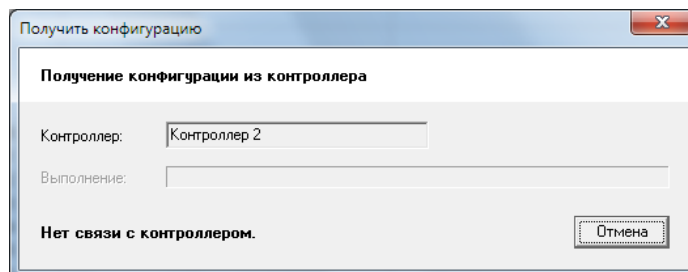 Получить конфигурацию
Получение конфигурации из контроллера
Контроллер: Контроллер 2
Выполнение:
Нет связи с контроллером.
Отмена